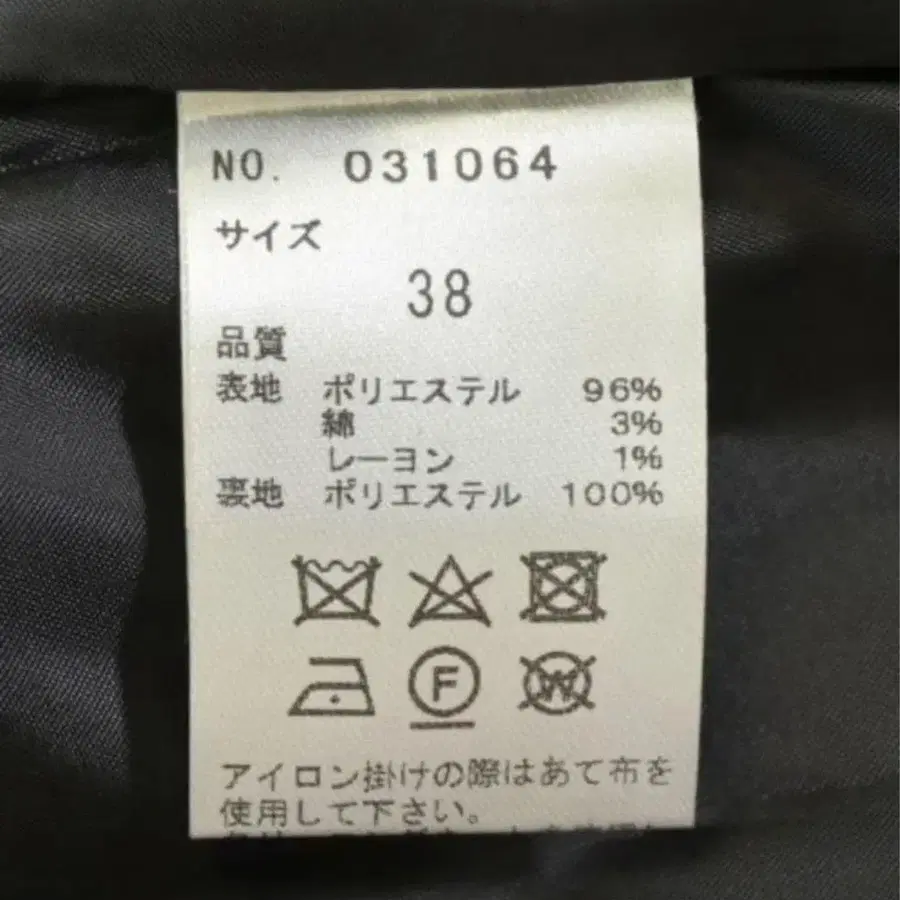 NO. 031064
サイズ
38
品質
表地 ポリエステル 96%
綿 3%
レーヨン 1%
裏地 ポリエステル 100%
F
W
アイロン掛けの際はあて布を
使用して下さい。